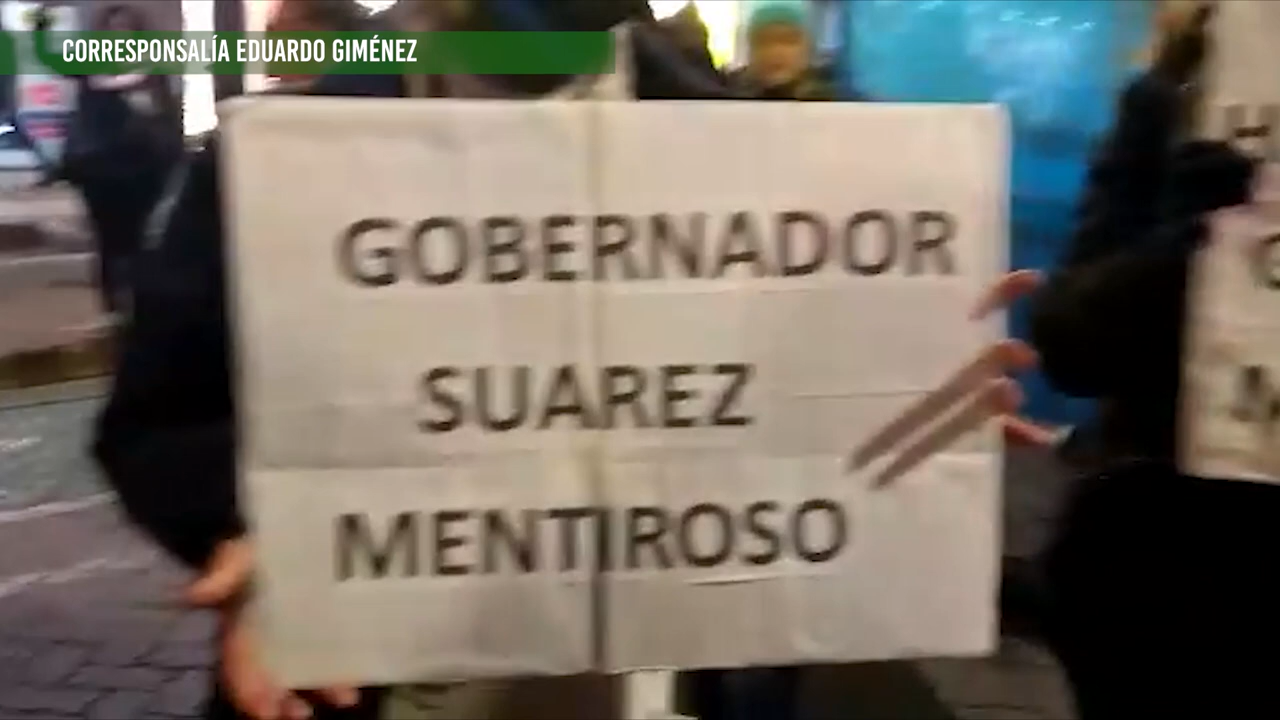 CORRESPONSALÍA EDUARDO GIMÉNEZ
GOBERNADOR
SUAREZ
MENTIROSO